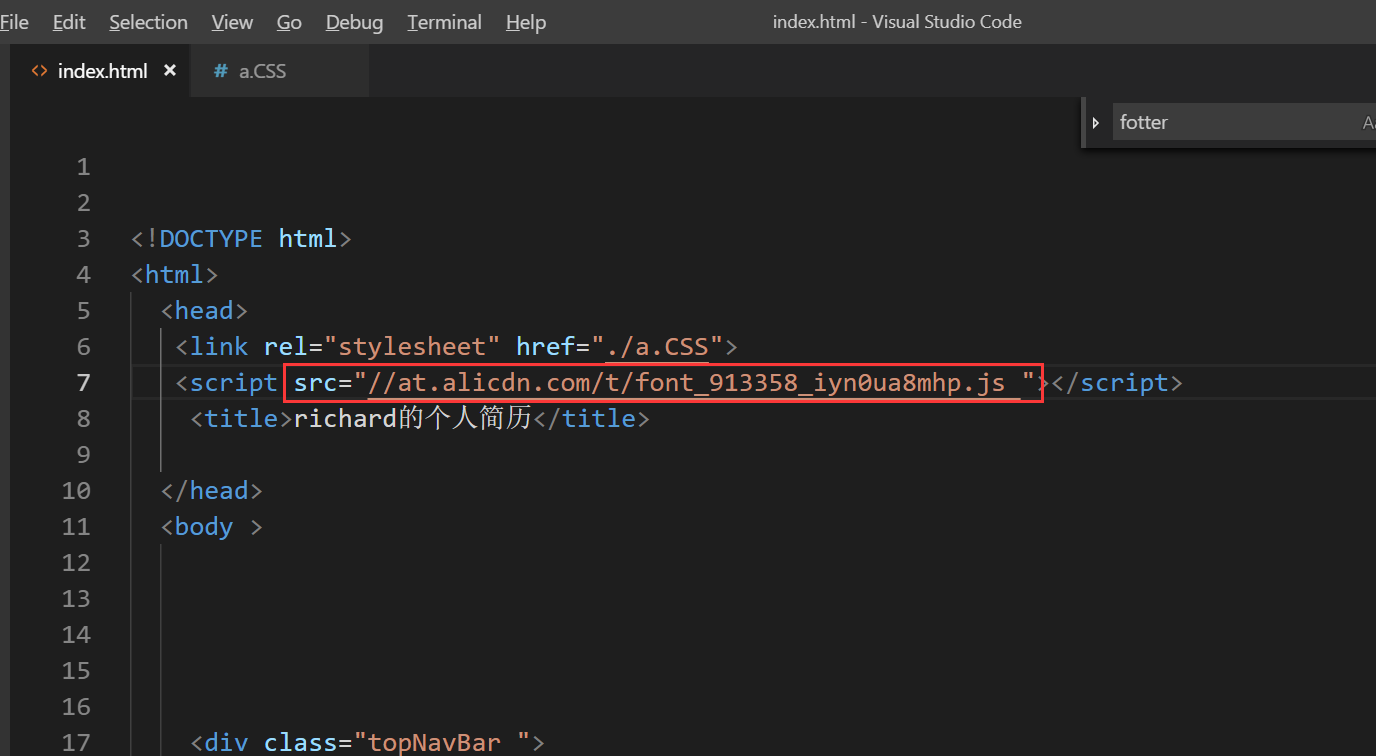 File Edit Selection View Go Debug Terminal Help index.html - Visual Studio Code
index.html × # a.CSS
fotter
1
2
3 <!DOCTYPE html>
4 <html>
5 <head>
6 <link rel="stylesheet" href="./a.CSS">
7 <script src="//at.alicdn.com/t/font_913358_iyn0ua8mhp.js "></script>
8 <title>richard的个人简历</title>
9
10 </head>
11 <body >
12
13
14
15
16
17 <div class="topNavBar ">